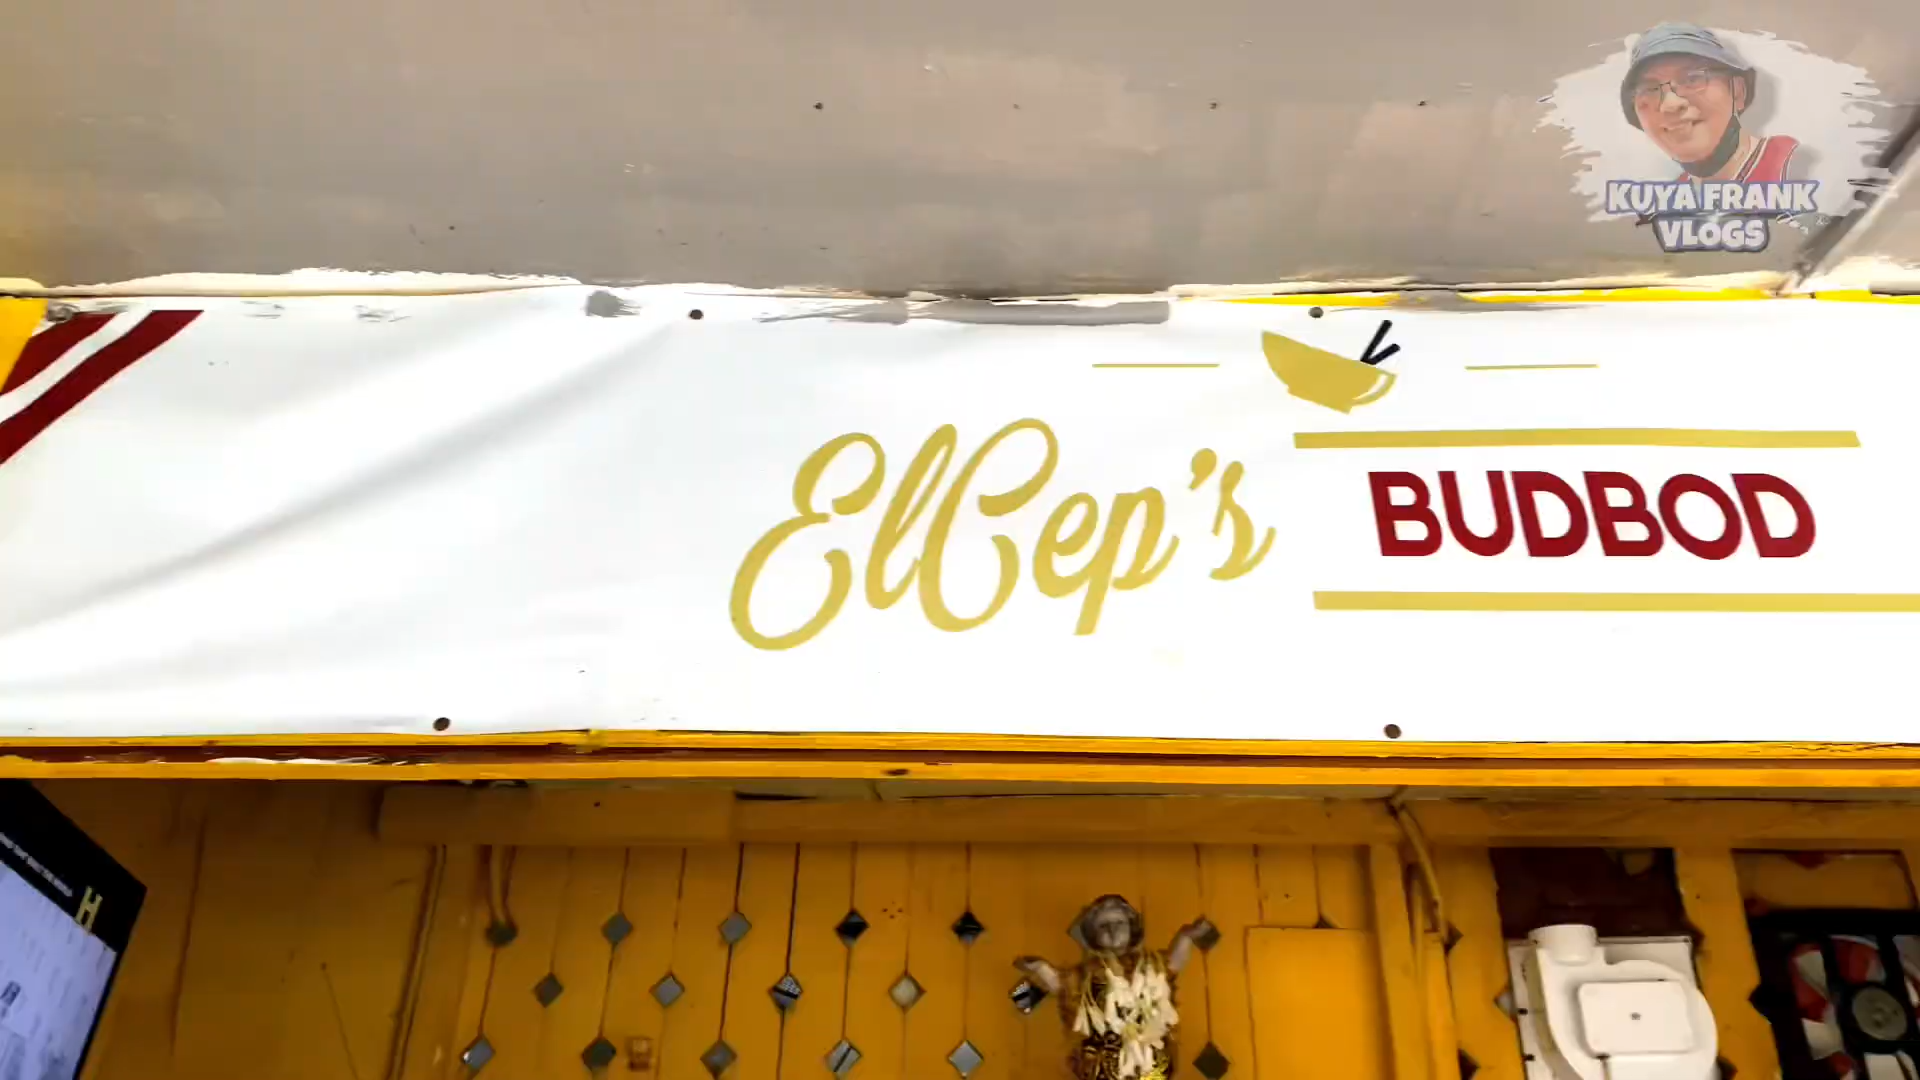 KUYA FRANK
VLOGS
ElCep's
BUDBOD
H